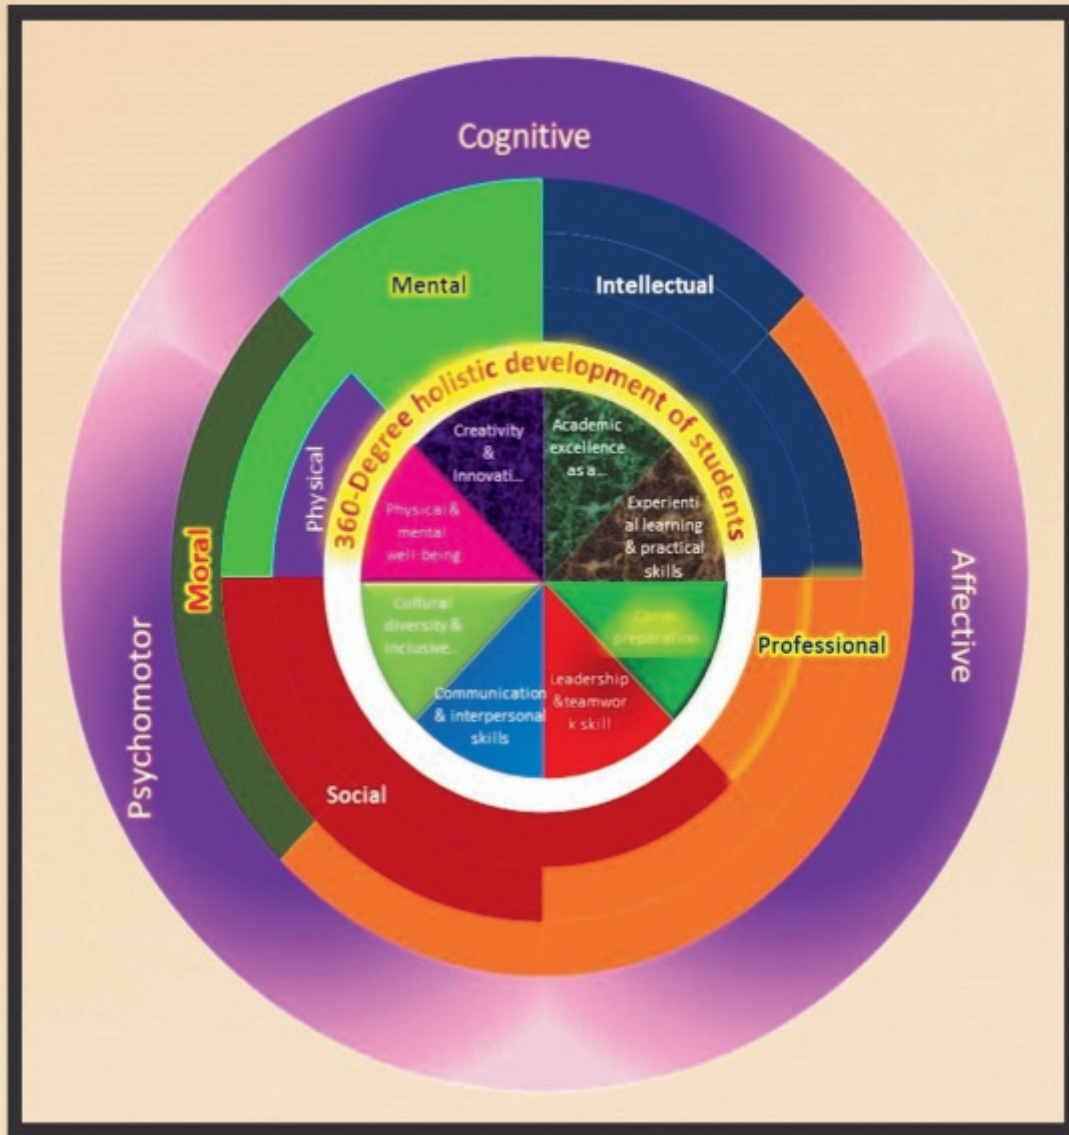 Cognitive
Mental
Intellectual
360-Degree holistic development of students
Creativity
&
Innovati...
Academic
excellence
as a...
Physical &
mental
well-being
Experienti
al learning
& practical
skills
Physical
Moral
Cultural
diversity &
inclusive...
Carrier
preparation
Professional
Affective
Psychomotor
Communication
& interpersonal
skills
Leadership
&teamwor
k skill
Social